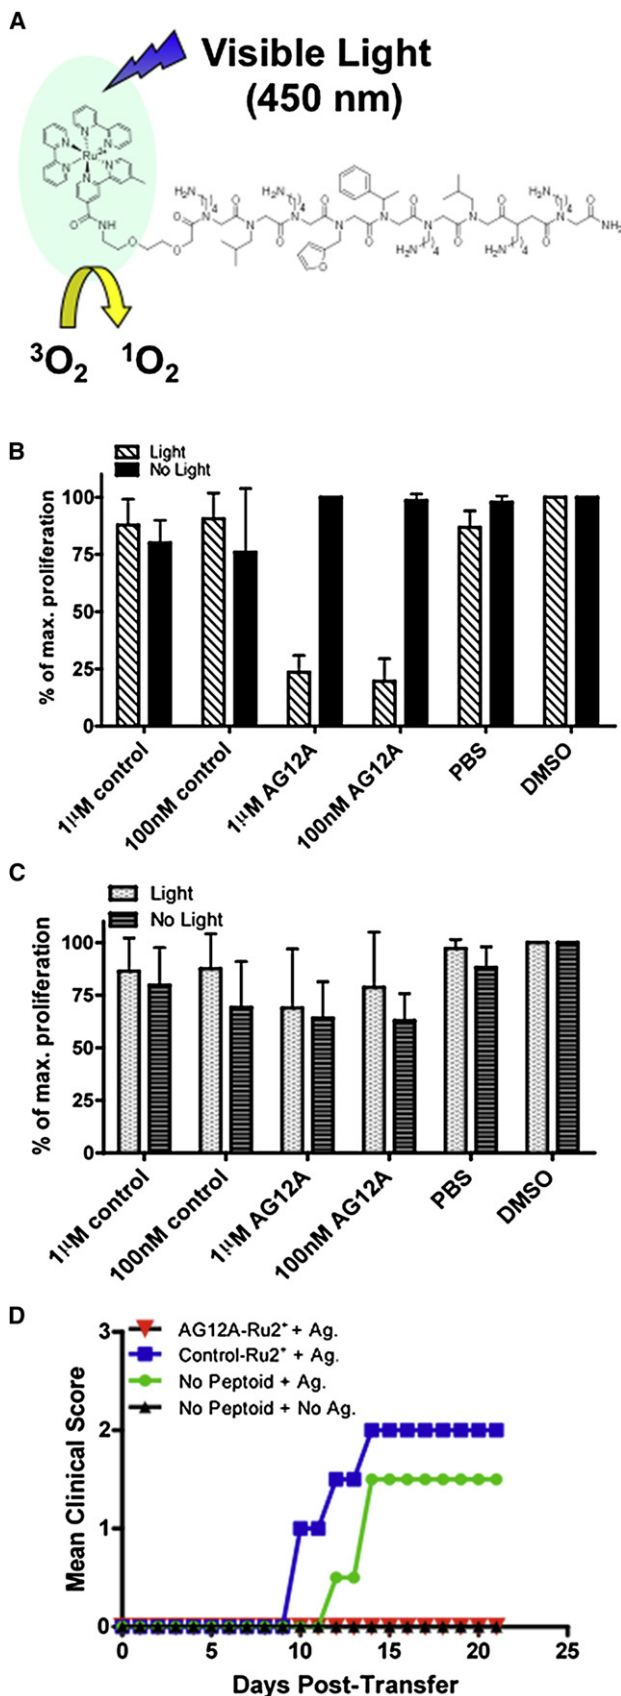 A
Visible Light
(450 nm)
Ru2+
³O₂ ¹O₂
B
Light
No Light
% of max. proliferation
100
75
50
25
0
1µM control
100nM control
1µM AG12A
100nM AG12A
PBS
DMSO
C
Light
No Light
% of max. proliferation
100
75
50
25
0
1µM control
100nM control
1µM AG12A
100nM AG12A
PBS
DMSO
D
AG12A-Ru2⁺ + Ag.
Control-Ru2⁺ + Ag.
No Peptoid + Ag.
No Peptoid + No Ag.
Mean Clinical Score
3
2
1
0
0 5 10 15 20 25
Days Post-Transfer